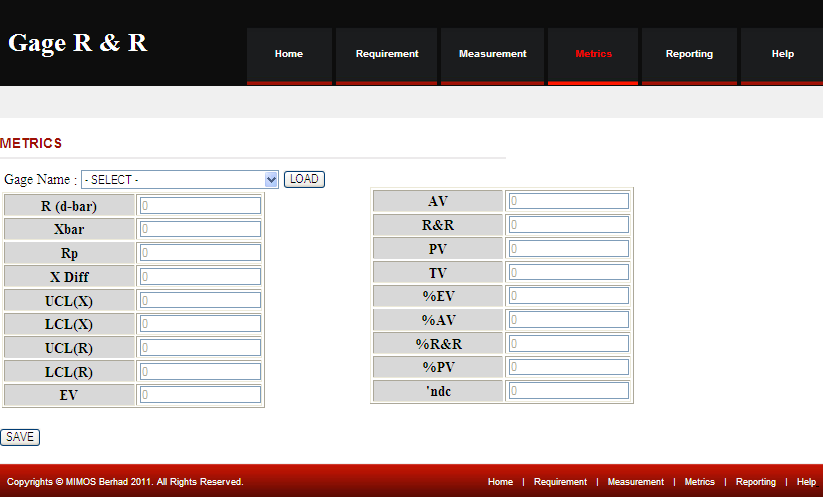 Gage R & R
Home Requirement Measurement Metrics Reporting Help
METRICS
Gage Name : - SELECT - LOAD
R (d-bar) 0
Xbar 0
Rp 0
X Diff 0
UCL(X) 0
LCL(X) 0
UCL(R) 0
LCL(R) 0
EV 0
AV 0
R&R 0
PV 0
TV 0
%EV 0
%AV 0
%R&R 0
%PV 0
'ndc 0
SAVE
Copyrights © MIMOS Berhad 2011. All Rights Reserved.
Home | Requirement | Measurement | Metrics | Reporting | Help